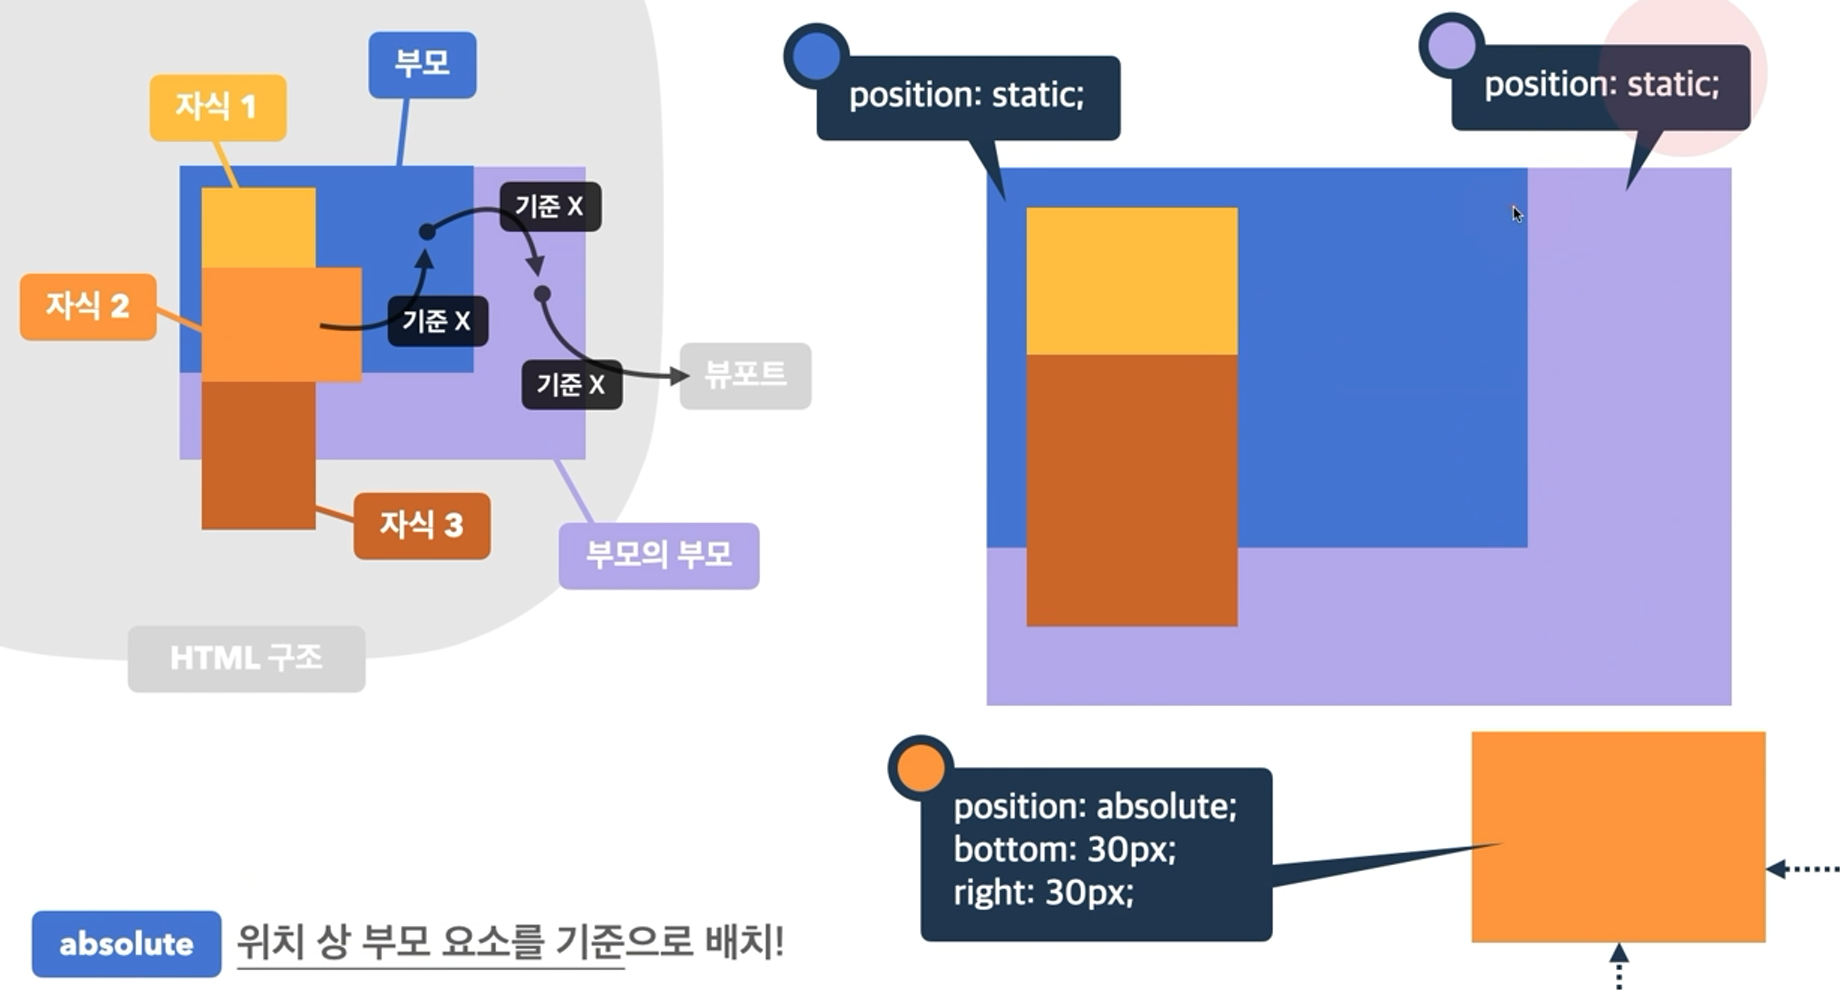 부모
자식 1
기준 X
자식 2
기준 X
기준 X
뷰포트
자식 3
부모의 부모
HTML 구조
position: static;
position: static;
position: absolute;
bottom: 30px;
right: 30px;
absolute 위치 상 부모 요소를 기준으로 배치!